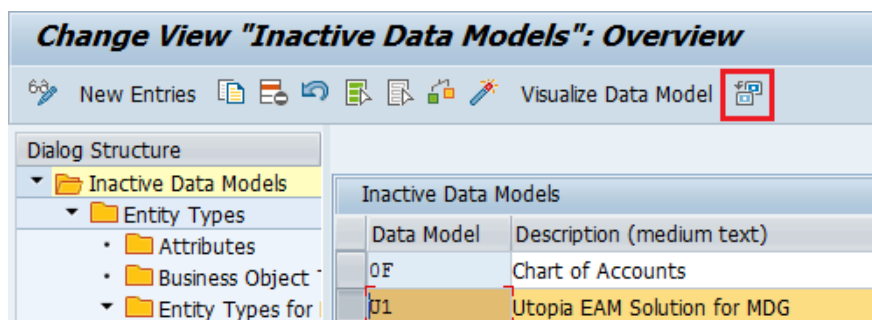 Change View "Inactive Data Models": Overview
New Entries Visualize Data Model
Dialog Structure
Inactive Data Models
Entity Types
Attributes
Business Object
Entity Types for
Inactive Data Models
Data Model Description (medium text)
0F Chart of Accounts
U1 Utopia EAM Solution for MDG